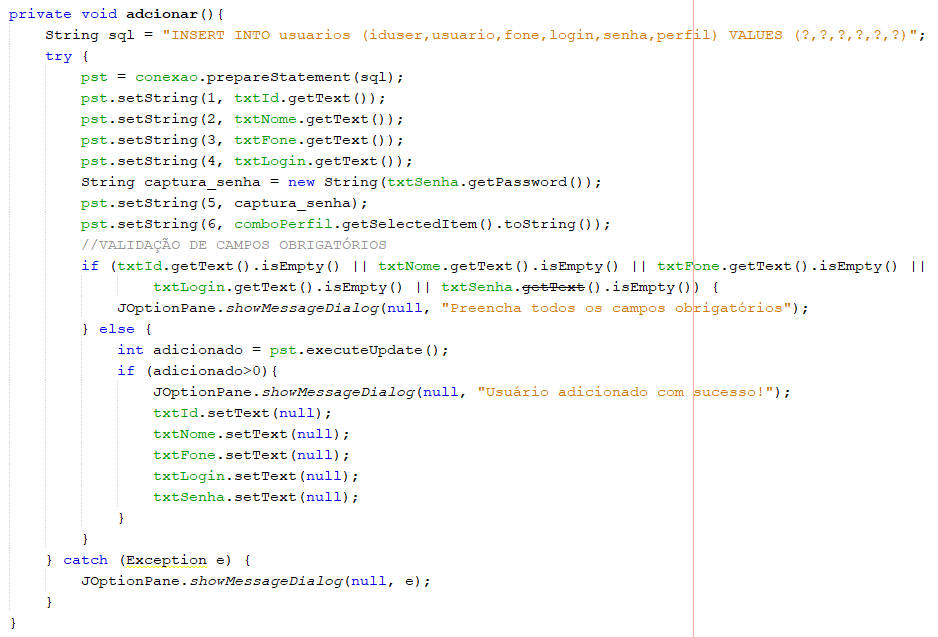 private void adcionar(){
String sql = "INSERT INTO usuarios (iduser,usuario,fone,login,senha,perfil) VALUES (?,?,?,?,?,?)";
try {
pst = conexao.prepareStatement(sql);
pst.setString(1, txtId.getText());
pst.setString(2, txtNome.getText());
pst.setString(3, txtFone.getText());
pst.setString(4, txtLogin.getText());
String captura_senha = new String(txtSenha.getPassword());
pst.setString(5, captura_senha);
pst.setString(6, comboPerfil.getSelectedItem().toString());
//VALIDAÇÃO DE CAMPOS OBRIGATÓRIOS
if (txtId.getText().isEmpty() || txtNome.getText().isEmpty() || txtFone.getText().isEmpty() ||
txtLogin.getText().isEmpty() || txtSenha.getText().isEmpty()) {
JOptionPane.showMessageDialog(null, "Preencha todos os campos obrigatórios");
} else {
int adicionado = pst.executeUpdate();
if (adicionado>0){
JOptionPane.showMessageDialog(null, "Usuário adicionado com sucesso!");
txtId.setText(null);
txtNome.setText(null);
txtFone.setText(null);
txtLogin.setText(null);
txtSenha.setText(null);
}
}
} catch (Exception e) {
JOptionPane.showMessageDialog(null, e);
}
}